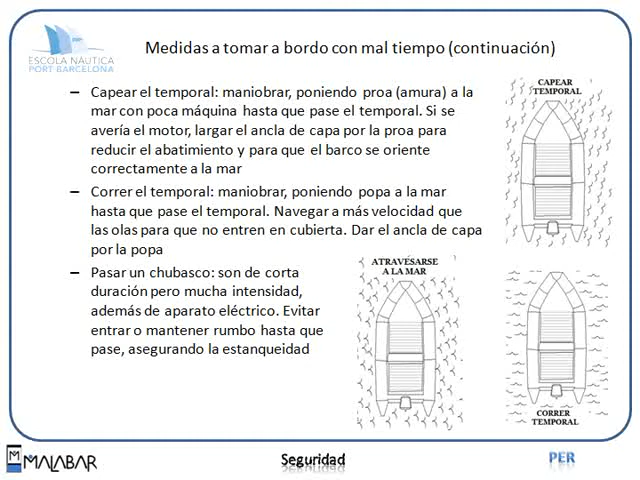 ESCOLA NÀUTICA
PORT BARCELONA
Medidas a tomar a bordo con mal tiempo (continuación)
– Capear el temporal: maniobrar, poniendo proa (amura) a la
mar con poca máquina hasta que pase el temporal. Si se
avería el motor, largar el ancla de capa por la proa para
reducir el abatimiento y para que el barco se oriente
correctamente a la mar
– Correr el temporal: maniobrar, poniendo popa a la mar
hasta que pase el temporal. Navegar a más velocidad que
las olas para que no entren en cubierta. Dar el ancla de capa
por la popa
– Pasar un chubasco: son de corta
duración pero mucha intensidad,
además de aparato eléctrico. Evitar
entrar o mantener rumbo hasta que
pase, asegurando la estanqueidad
CAPEAR
TEMPORAL
ATRAVESARSE
A LA MAR
CORRER
TEMPORAL
M MALABAR
Seguridad
PER